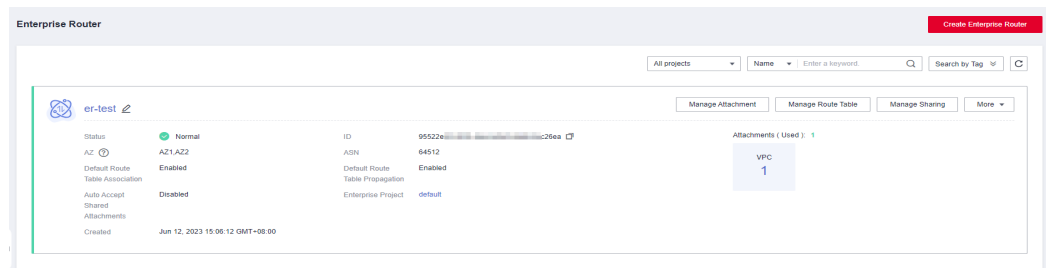 Enterprise Router
Create Enterprise Router
All projects
Name
Enter a keyword.
Search by Tag
er-test
Manage Attachment
Manage Route Table
Manage Sharing
More
Status
Normal
ID
95522e
c26ea
Attachments ( Used ): 1
AZ
AZ1,AZ2
ASN
64512
VPC
1
Default Route
Table Association
Enabled
Default Route
Table Propagation
Enabled
Auto Accept
Shared
Attachments
Disabled
Enterprise Project
default
Created
Jun 12, 2023 15:06:12 GMT+08:00